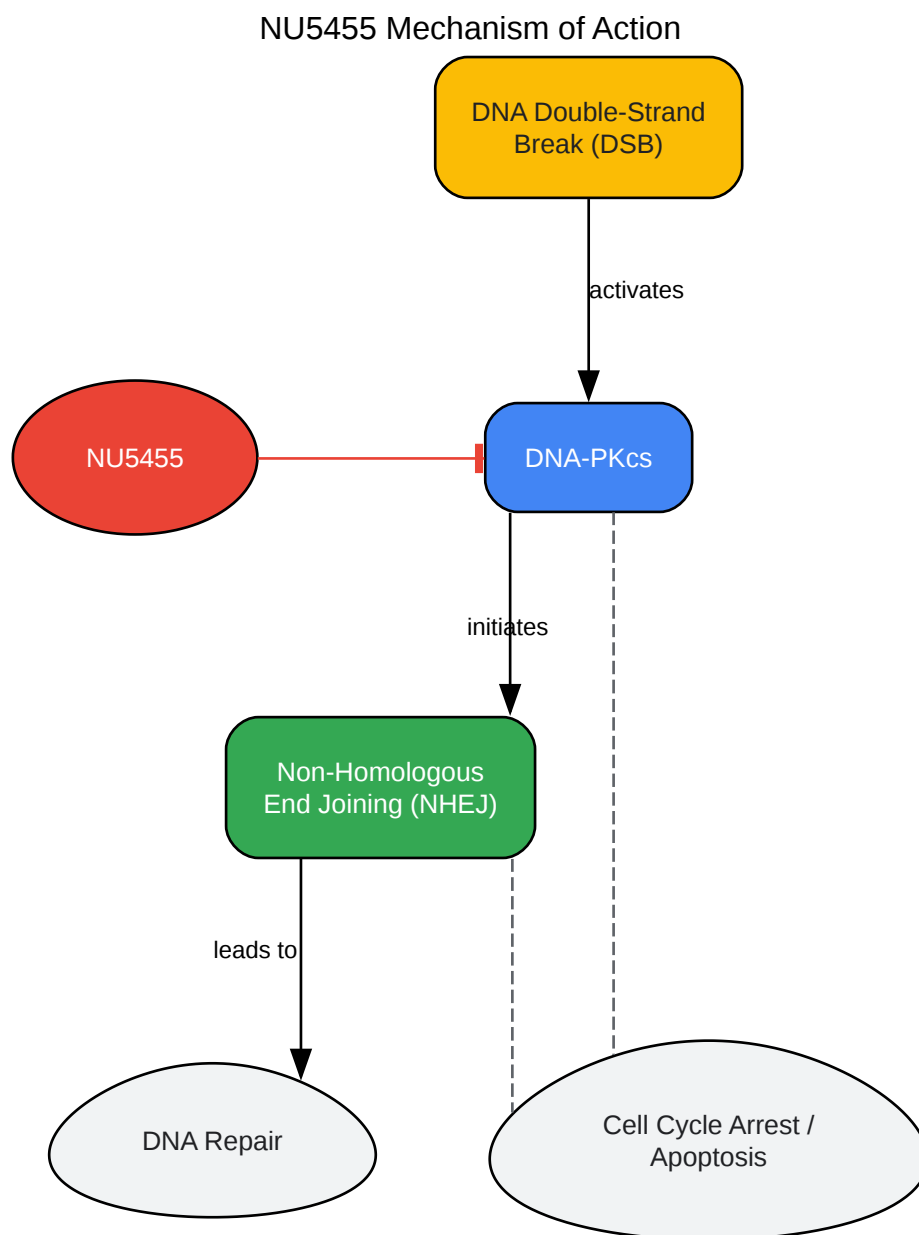 NU5455 Mechanism of Action
DNA Double-Strand
Break (DSB)
activates
NU5455
DNA-PKcs
initiates
Non-Homologous
End Joining (NHEJ)
leads to
DNA Repair
Cell Cycle Arrest /
Apoptosis